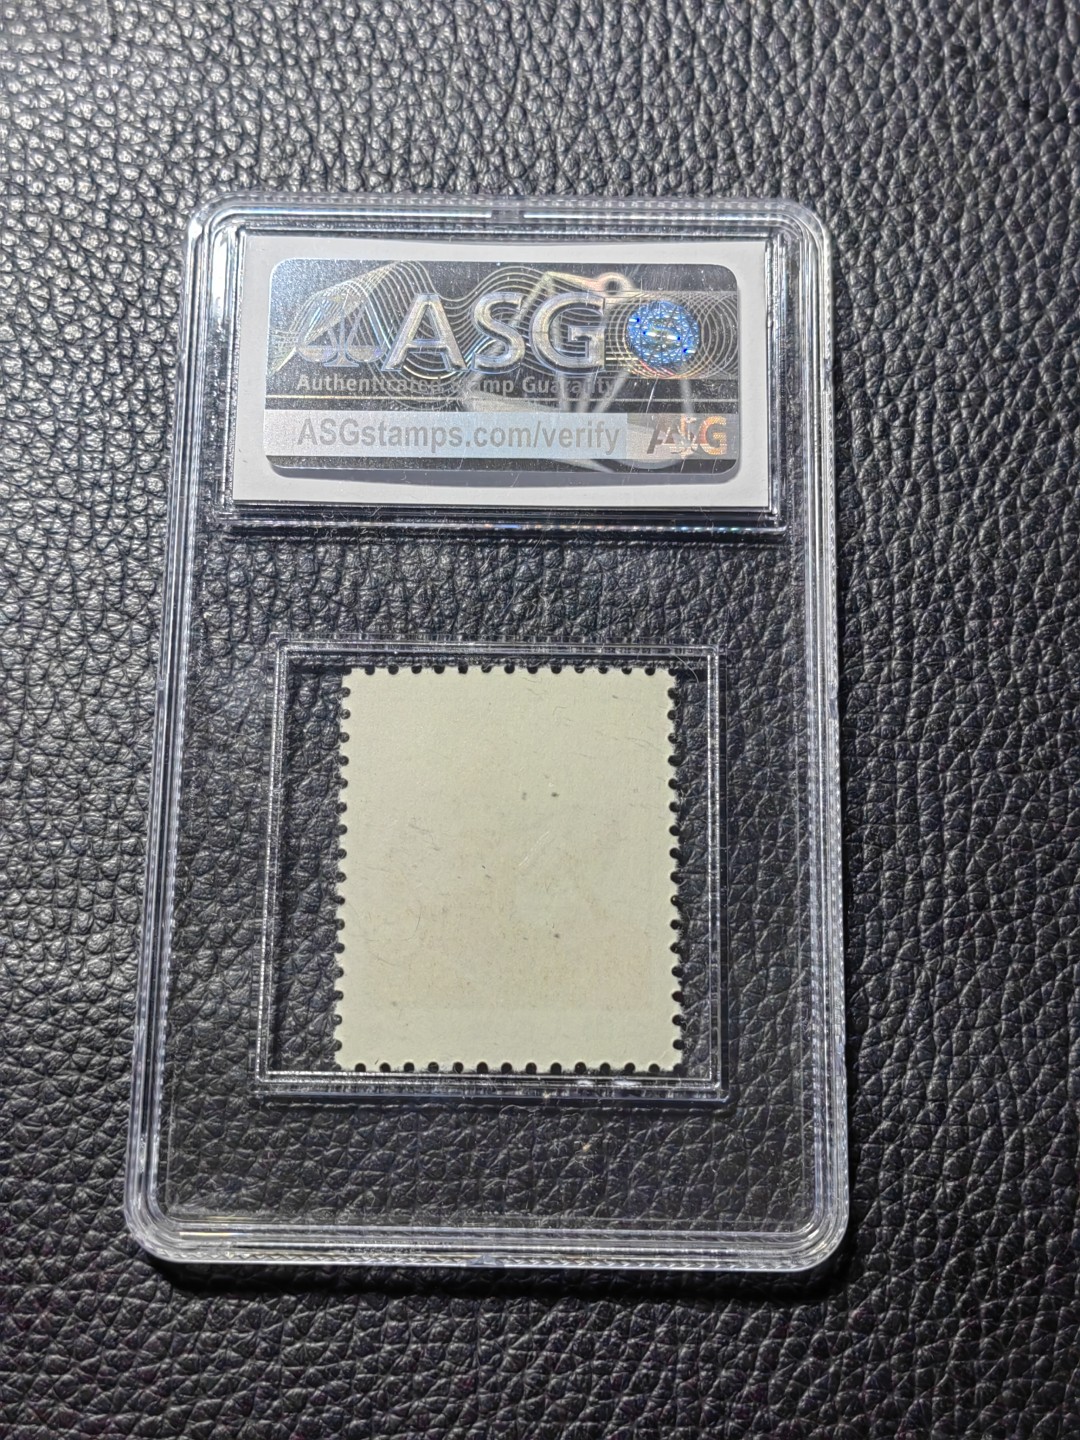 ASG
Authenticated Stamp Guaranty
ASGstamps.com/verify ASG